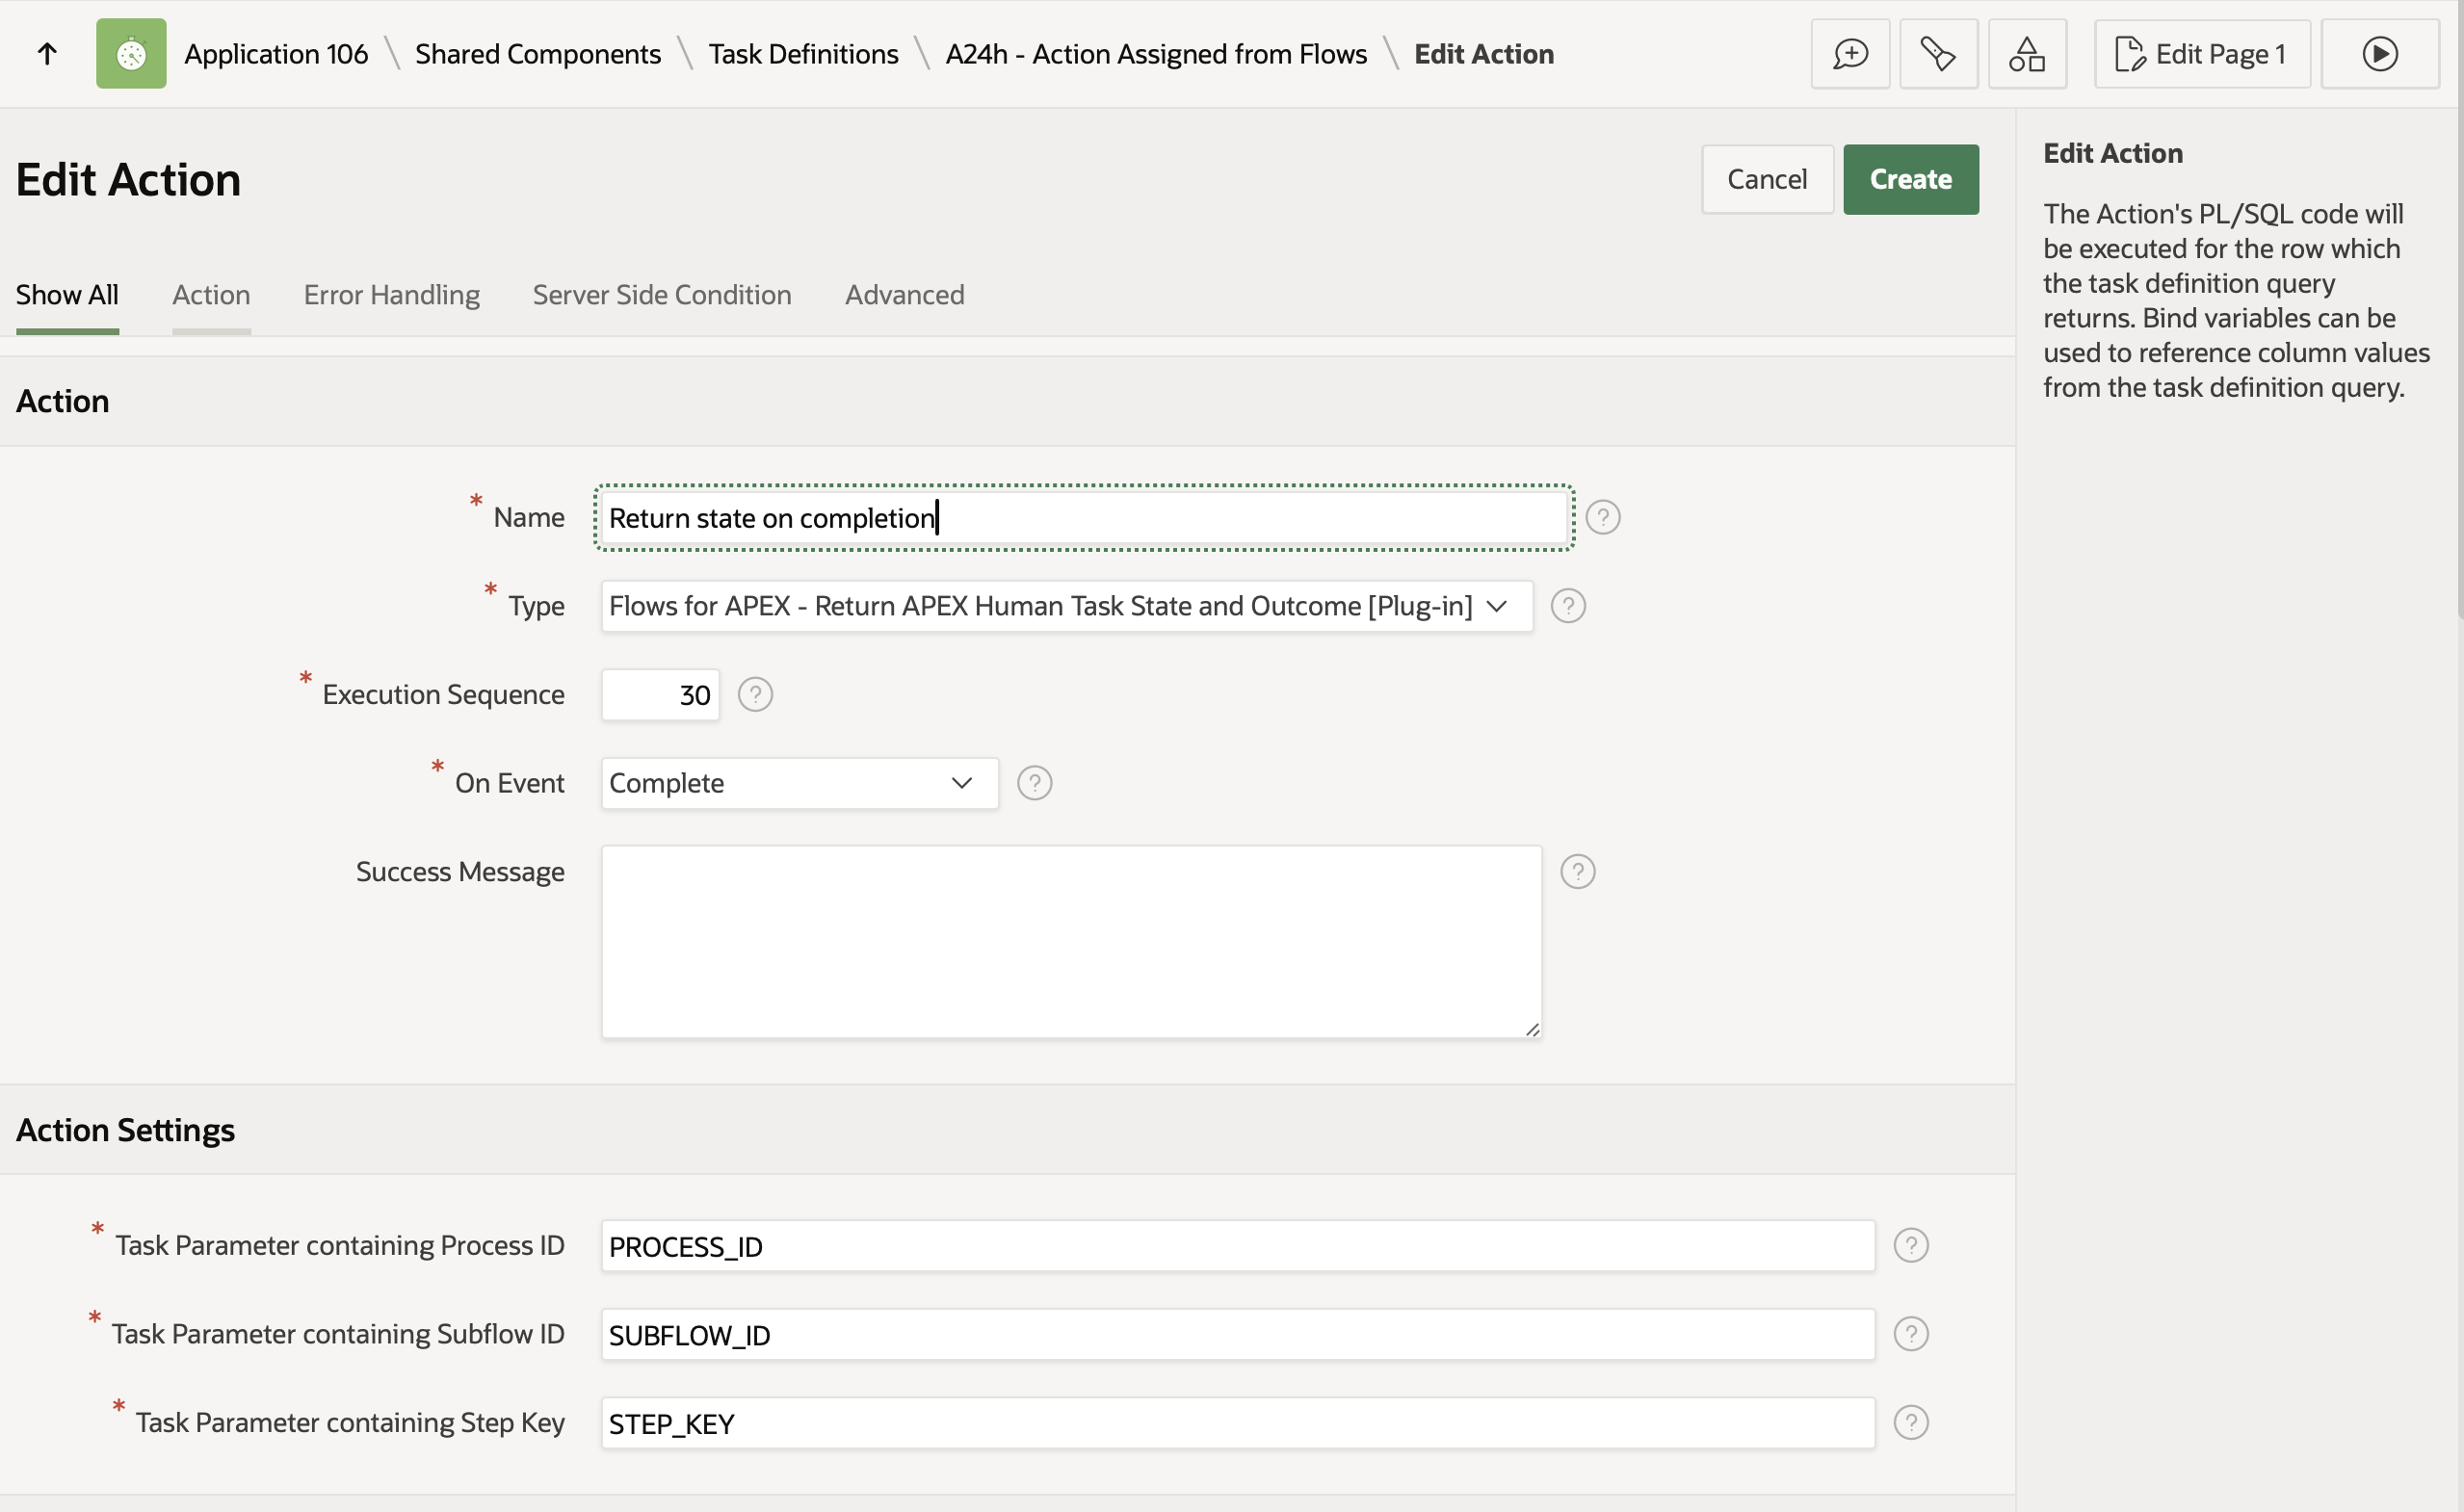 Application 106 \ Shared Components \ Task Definitions \ A24h - Action Assigned from Flows \ Edit Action
Edit Page 1
Edit Action
Cancel
Create
Show All
Action
Error Handling
Server Side Condition
Advanced
Action
* Name
Return state on completion
?
* Type
Flows for APEX - Return APEX Human Task State and Outcome [Plug-in]
?
* Execution Sequence
30
?
* On Event
Complete
?
Success Message
?
Action Settings
* Task Parameter containing Process ID
PROCESS_ID
?
* Task Parameter containing Subflow ID
SUBFLOW_ID
?
* Task Parameter containing Step Key
STEP_KEY
?
Edit Action
The Action's PL/SQL code will
be executed for the row which
the task definition query
returns. Bind variables can be
used to reference column values
from the task definition query.